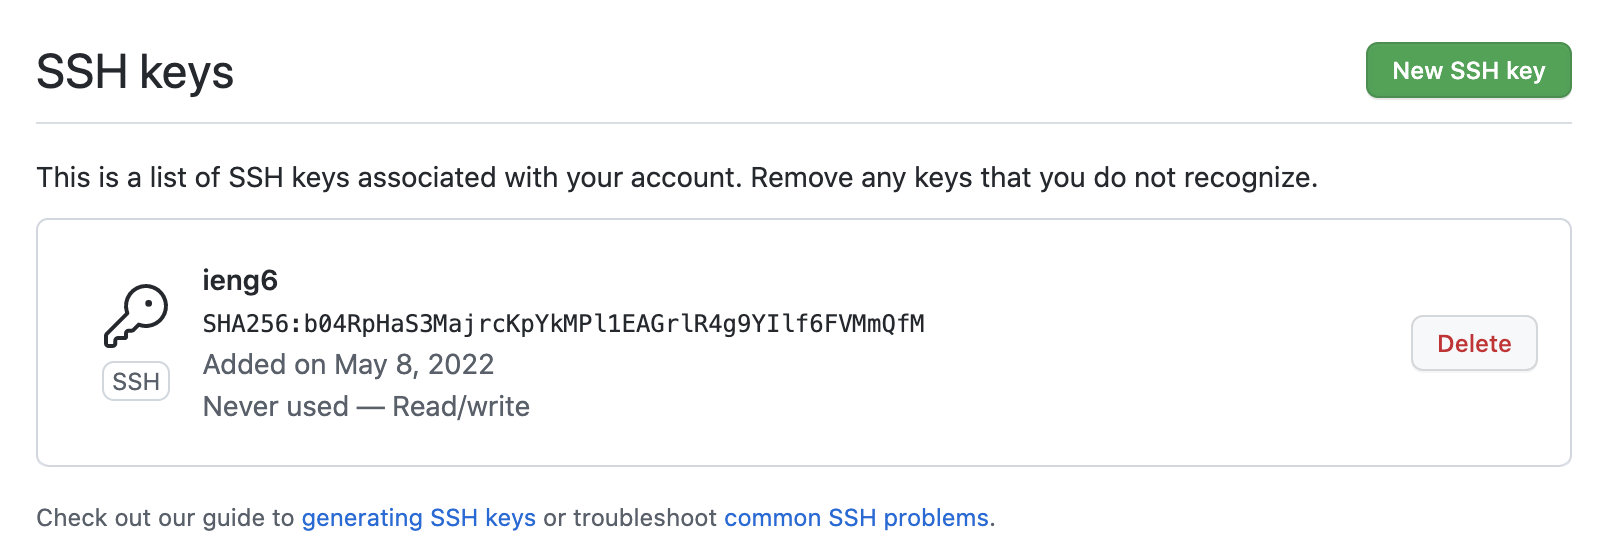 SSH keys
New SSH key
This is a list of SSH keys associated with your account. Remove any keys that you do not recognize.
ieng6
SHA256:b04RpHaS3MajrcKpYkMPl1EAGrlR4g9YIlf6FVMmQfM
Added on May 8, 2022
Never used — Read/write
SSH
Delete
Check out our guide to generating SSH keys or troubleshoot common SSH problems.